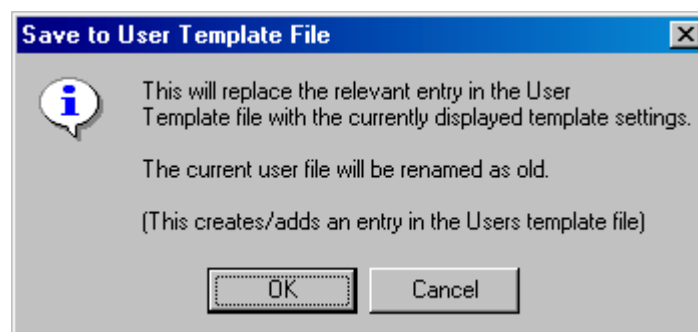 Save to User Template File
This will replace the relevant entry in the User
Template file with the currently displayed template settings.
The current user file will be renamed as old.
(This creates/adds an entry in the Users template file)
OK
Cancel